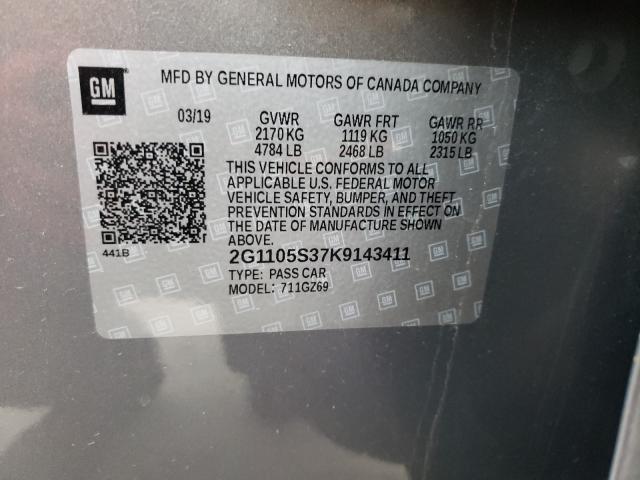 GM
MFD BY GENERAL MOTORS OF CANADA COMPANY
03/19 GVWR GAWR FRT GAWR RR
2170 KG 1119 KG 1050 KG
4784 LB 2468 LB 2315 LB
THIS VEHICLE CONFORMS TO ALL
APPLICABLE U.S. FEDERAL MOTOR
VEHICLE SAFETY, BUMPER, AND THEFT
PREVENTION STANDARDS IN EFFECT ON
THE DATE OF MANUFACTURE SHOWN
ABOVE.
441B
2G1105S37K9143411
TYPE: PASS CAR
MODEL: 711GZ69